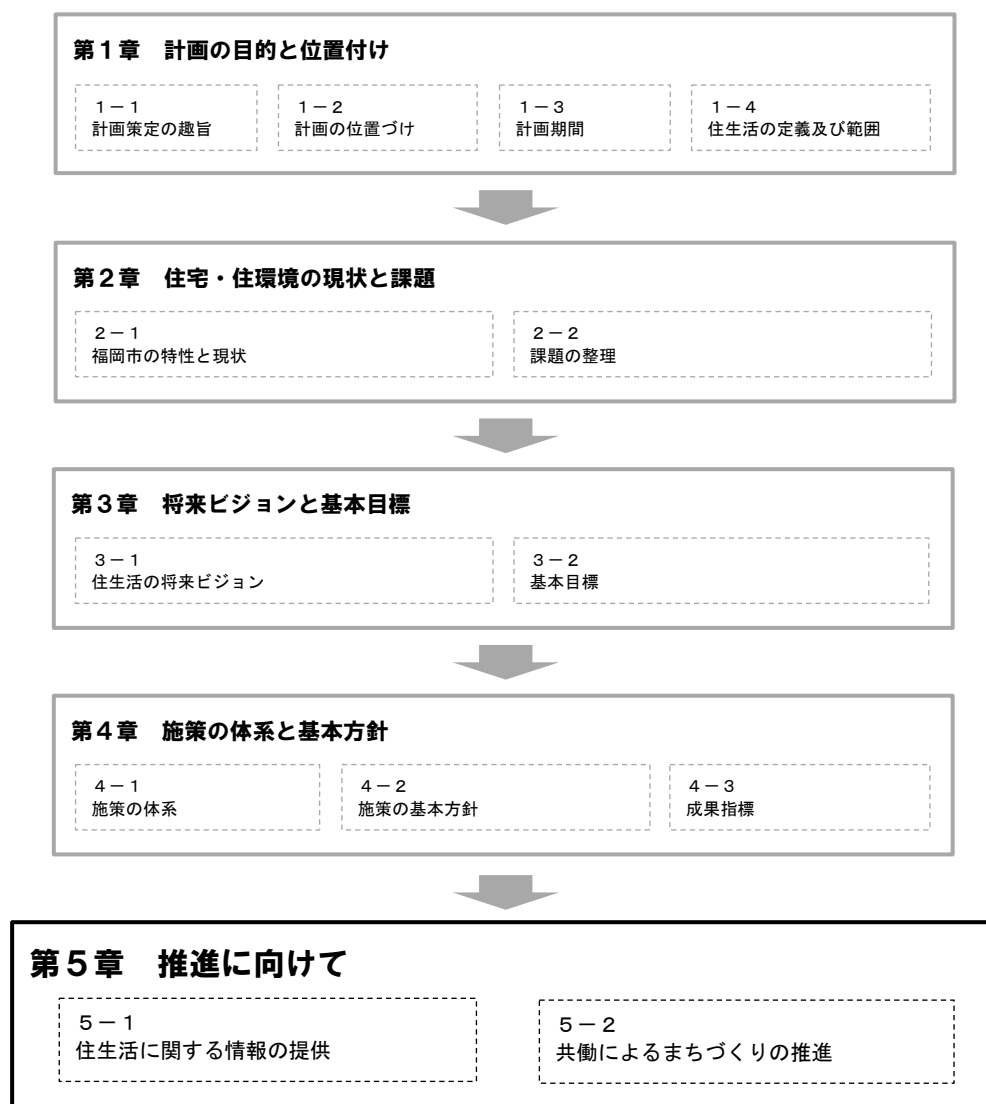 第１章　計画の目的と位置付け
１－１
計画策定の趣旨
１－２
計画の位置づけ
１－３
計画期間
１－４
住生活の定義及び範囲
第２章　住宅・住環境の現状と課題
２－１
福岡市の特性と現状
２－２
課題の整理
第３章　将来ビジョンと基本目標
３－１
住生活の将来ビジョン
３－２
基本目標
第４章　施策の体系と基本方針
４－１
施策の体系
４－２
施策の基本方針
４－３
成果指標
第５章　推進に向けて
５－１
住生活に関する情報の提供
５－２
共働によるまちづくりの推進